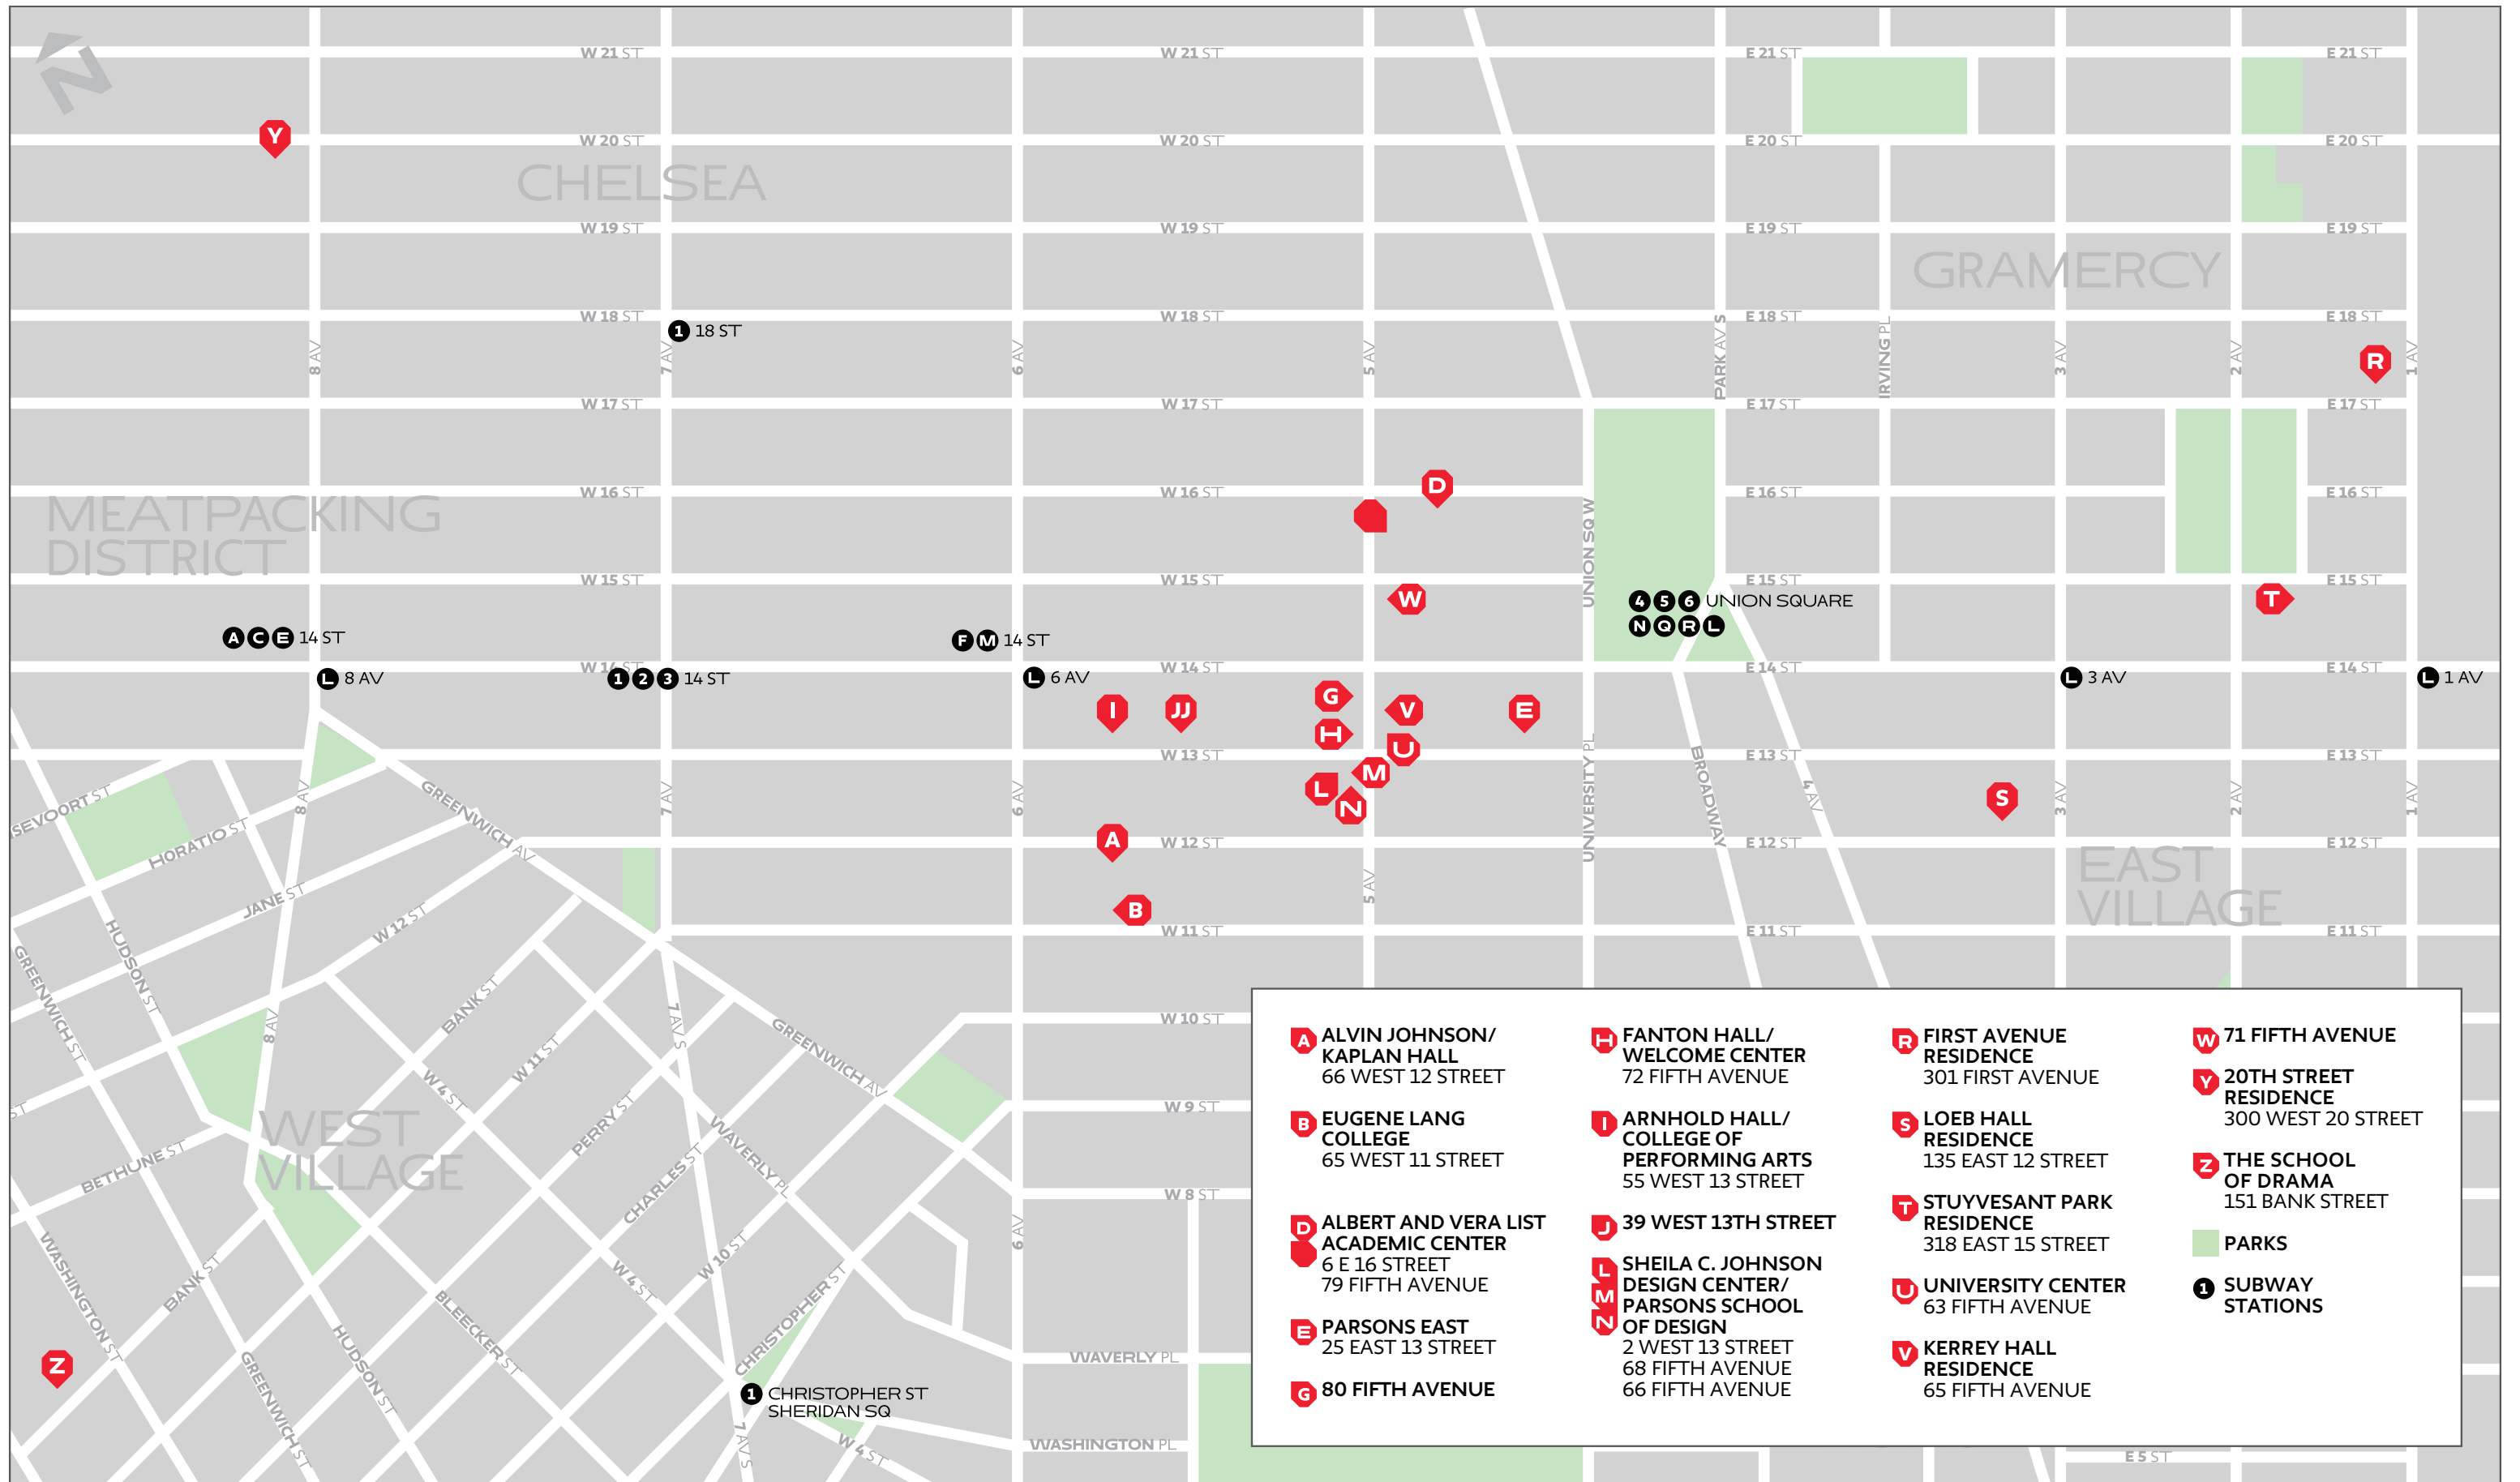 N
W 21 ST
W 21 ST
E 21 ST
E 21 ST
Y
W 20 ST
W 20 ST
E 20 ST
E 20 ST
CHELSEA
W 19 ST
W 19 ST
E 19 ST
E 19 ST
GRAMERCY
W 18 ST
W 18 ST
E 18 ST
E 18 ST
1 18 ST
8 AV
7 AV
6 AV
5 AV
PARK AV S
IRVING PL
3 AV
2 AV
R
1 AV
W 17 ST
W 17 ST
E 17 ST
E 17 ST
D
W 16 ST
W 16 ST
E 16 ST
E 16 ST
MEATPACKING
DISTRICT
UNION SQ W
W 15 ST
W 15 ST
E 15 ST
E 15 ST
W
4 5 6 UNION SQUARE
N Q R L
T
A C E 14 ST
F M 14 ST
W 14 ST
W 14 ST
E 14 ST
E 14 ST
L 8 AV
1 2 3 14 ST
L 6 AV
L 3 AV
L 1 AV
I
JJ
G
V
E
H
U
W 13 ST
E 13 ST
E 13 ST
M
L
N
S
SEVOORT ST
8 AV
GREENWICH AV
7 AV
6 AV
UNIVERSITY PL
BROADWAY
4 AV
3 AV
2 AV
1 AV
HORATIO ST
A
W 12 ST
E 12 ST
E 12 ST
EAST
VILLAGE
JANE ST
W 12 ST
5 AV
B
W 11 ST
E 11 ST
E 11 ST
HUDSON ST
GREENWICH ST
BANK ST
8 AV
7 AV S
W 10 ST
GREENWICH AV
W 11 ST
W 4 ST
PERRY ST
W 9 ST
ST
WEST
VILLAGE
BETHUNE ST
WAVERLY PL
CHARLES ST
W 8 ST
6 AV
WASHINGTON ST
BANK ST
W 10 ST
W 4 ST
BLEECKER ST
CHRISTOPHER ST
HUDSON ST
GREENWICH ST
Z
WAVERLY PL
1 CHRISTOPHER ST
SHERIDAN SQ
7 AV S
W 4 ST
WASHINGTON PL
E 5 ST
A ALVIN JOHNSON/
KAPLAN HALL
66 WEST 12 STREET
B EUGENE LANG
COLLEGE
65 WEST 11 STREET
D ALBERT AND VERA LIST
ACADEMIC CENTER
6 E 16 STREET
79 FIFTH AVENUE
E PARSONS EAST
25 EAST 13 STREET
G 80 FIFTH AVENUE
H FANTON HALL/
WELCOME CENTER
72 FIFTH AVENUE
I ARNHOLD HALL/
COLLEGE OF
PERFORMING ARTS
55 WEST 13 STREET
J 39 WEST 13TH STREET
L SHEILA C. JOHNSON
DESIGN CENTER/
M PARSONS SCHOOL
N OF DESIGN
2 WEST 13 STREET
68 FIFTH AVENUE
66 FIFTH AVENUE
R FIRST AVENUE
RESIDENCE
301 FIRST AVENUE
S LOEB HALL
RESIDENCE
135 EAST 12 STREET
T STUYVESANT PARK
RESIDENCE
318 EAST 15 STREET
U UNIVERSITY CENTER
63 FIFTH AVENUE
V KERREY HALL
RESIDENCE
65 FIFTH AVENUE
W 71 FIFTH AVENUE
Y 20TH STREET
RESIDENCE
300 WEST 20 STREET
Z THE SCHOOL
OF DRAMA
151 BANK STREET
PARKS
1 SUBWAY
STATIONS